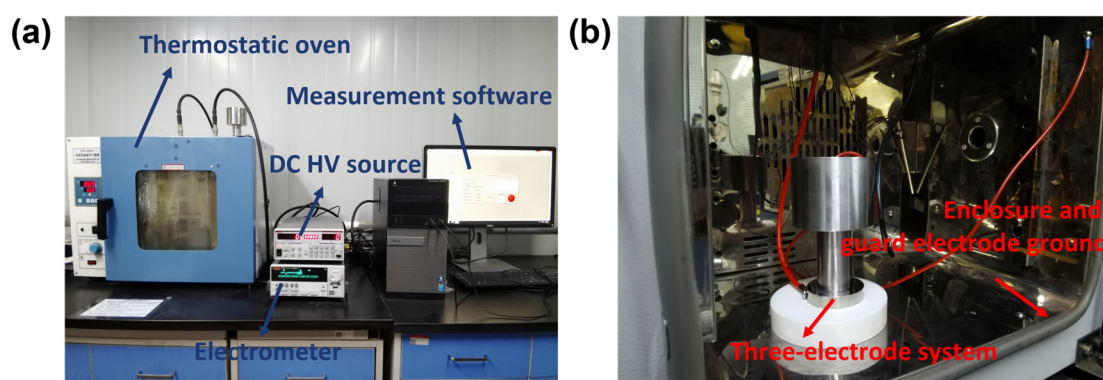 (a)
Thermostatic oven
Measurement software
DC HV source
Electrometer
(b)
Enclosure and
guard electrode ground
Three-electrode system